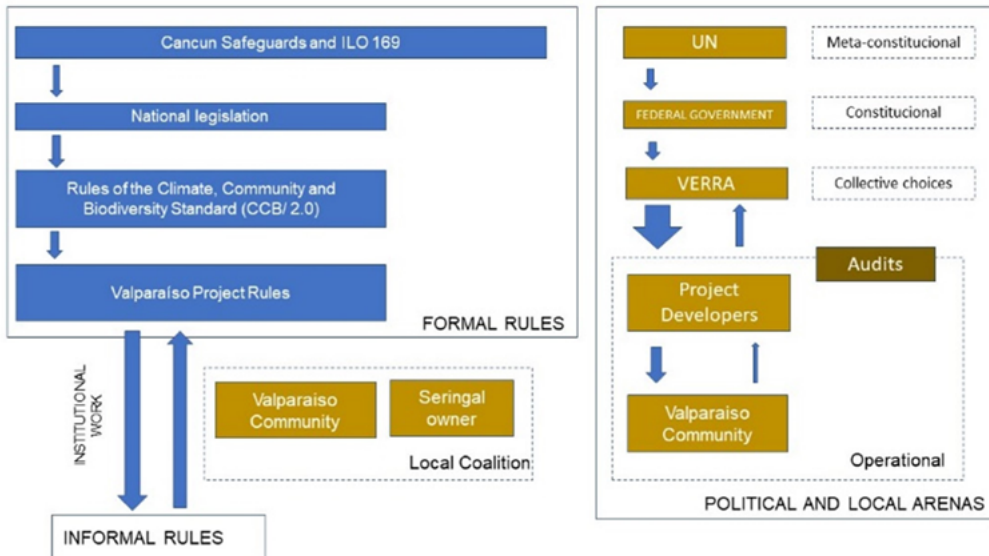 Cancun Safeguards and ILO 169
National legislation
Rules of the Climate, Community and
Biodiversity Standard (CCB/ 2.0)
Valparaíso Project Rules
FORMAL RULES
INSTITUTIONAL
WORK
Valparaiso
Community
Seringal
owner
Local Coalition
INFORMAL RULES
UN
Meta-constitucional
FEDERAL GOVERNMENT
Constitucional
VERRA
Collective choices
Audits
Project
Developers
Valparaiso
Community
Operational
POLITICAL AND LOCAL ARENAS